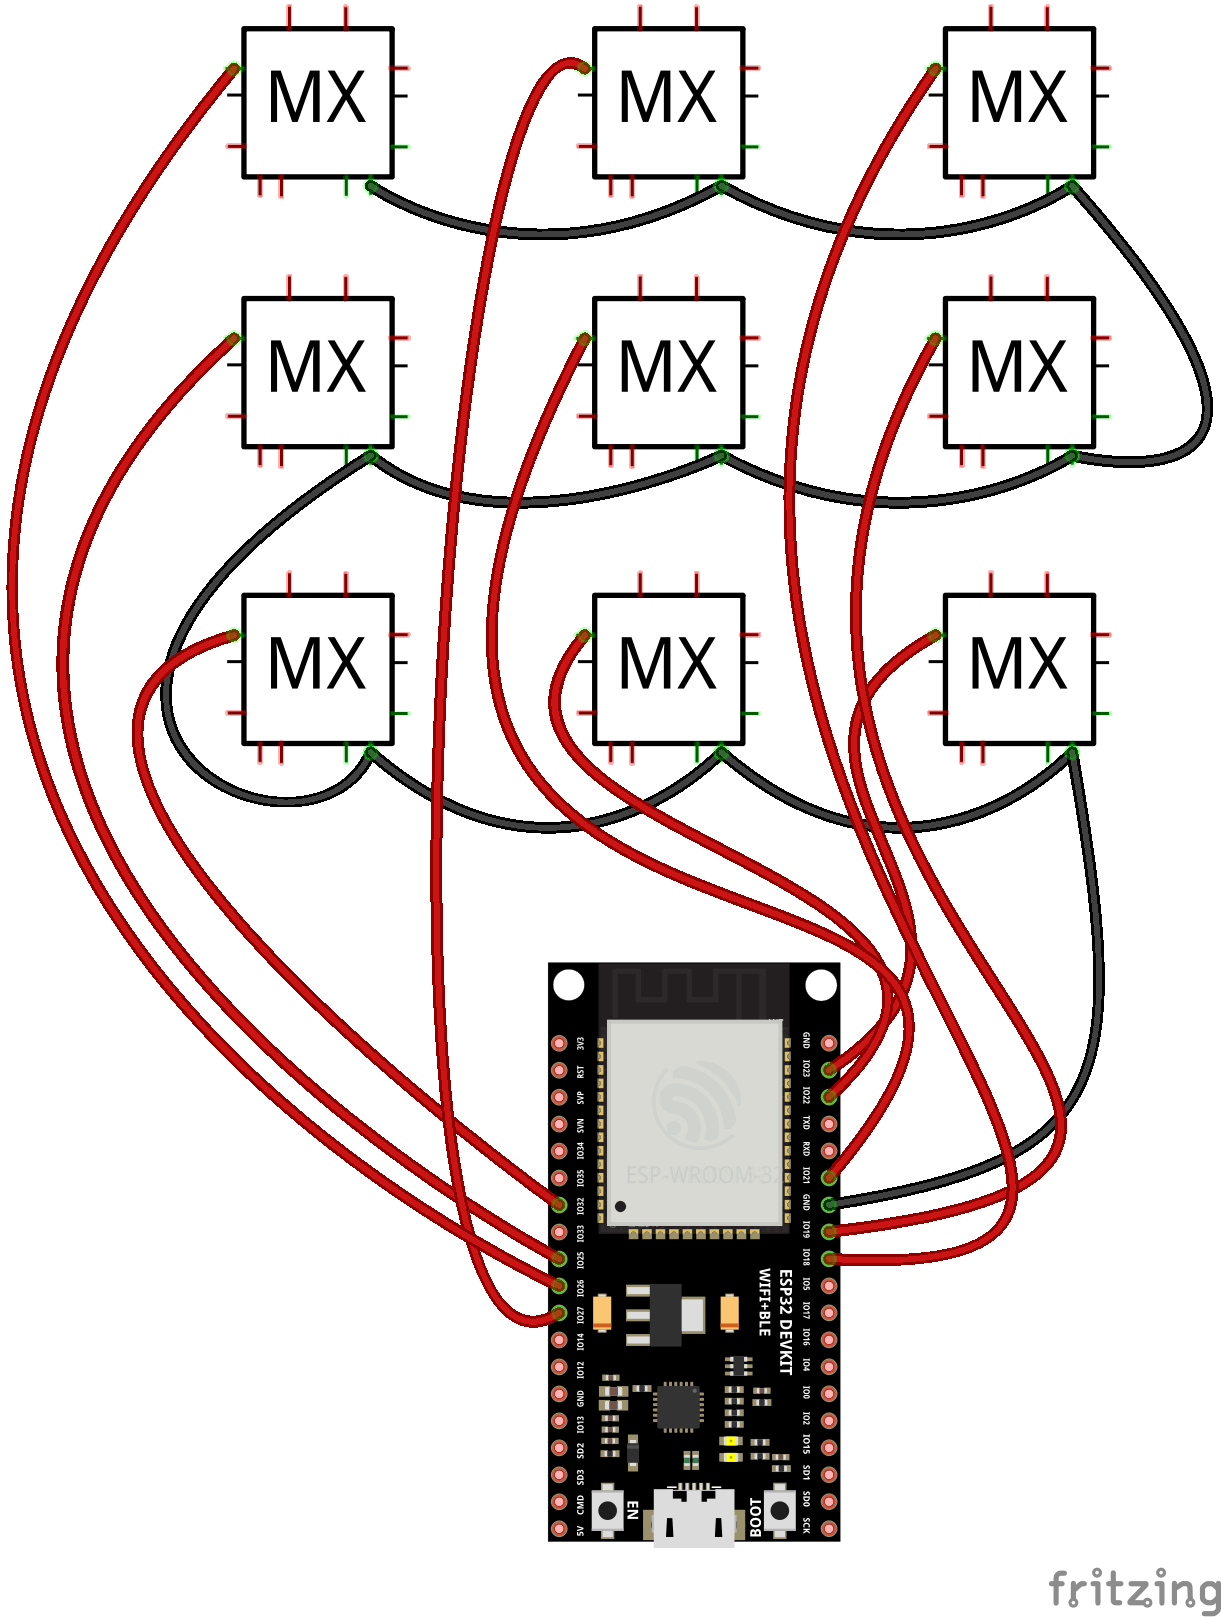 MX MX MX
MX MX MX
MX MX MX
3V3
RST
SVP
SVN
IO34
IO35
IO32
IO33
IO25
IO26
IO27
IO14
IO12
GND
IO13
SD2
SD3
CMD
5V
ESP-WROOM-32
GND
IO23
IO22
TXD
RXD
IO21
GND
IO19
IO18
IO5
IO17
IO16
IO4
IO0
IO2
IO15
SD1
SD0
SCK
ESP32 DEVKIT
WIFI+BLE
EN
BOOT
fritzing